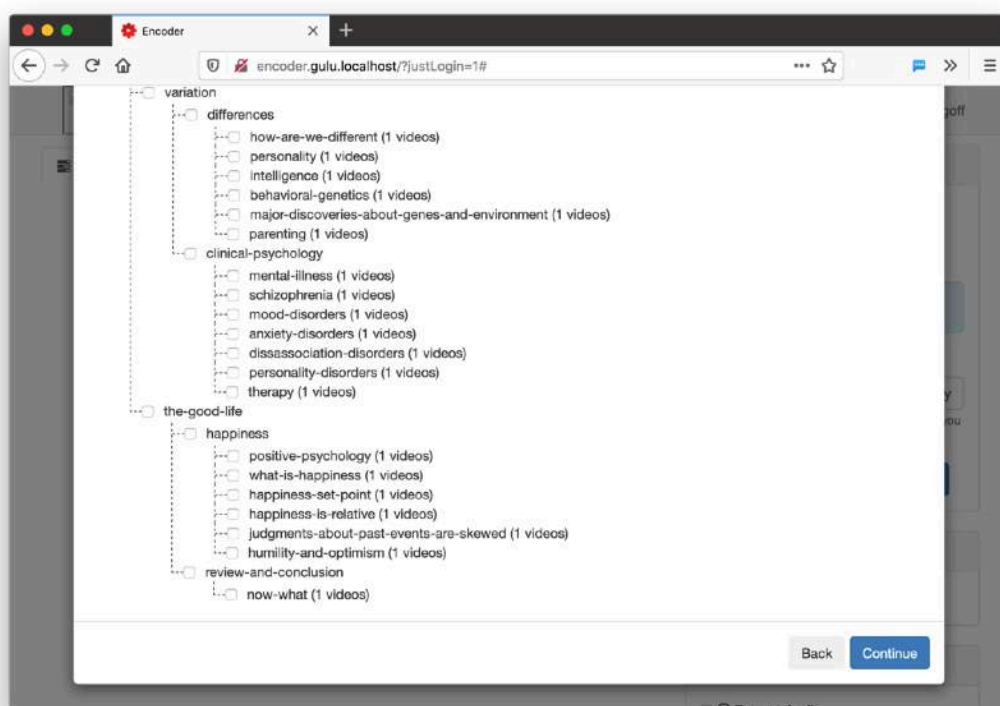 Encoder
encoder.gulu.localhost/?justLogin=1#
goff
variation
differences
how-are-we-different (1 videos)
personality (1 videos)
intelligence (1 videos)
behavioral-genetics (1 videos)
major-discoveries-about-genes-and-environment (1 videos)
parenting (1 videos)
clinical-psychology
mental-illness (1 videos)
schizophrenia (1 videos)
mood-disorders (1 videos)
anxiety-disorders (1 videos)
dissassociation-disorders (1 videos)
personality-disorders (1 videos)
therapy (1 videos)
the-good-life
happiness
positive-psychology (1 videos)
what-is-happiness (1 videos)
happiness-set-point (1 videos)
happiness-is-relative (1 videos)
judgments-about-past-events-are-skewed (1 videos)
humility-and-optimism (1 videos)
review-and-conclusion
now-what (1 videos)
Back Continue